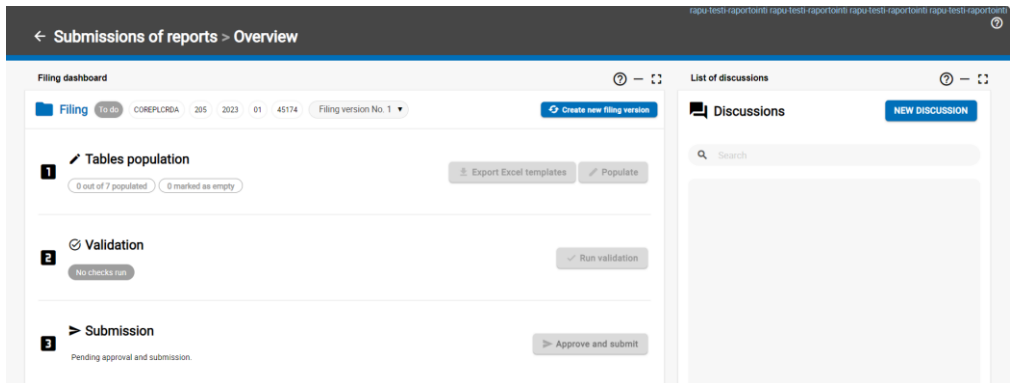 rapu-testi-raportointi rapu-testi-raportointi rapu-testi-raportointi rapu-testi-raportointi
Submissions of reports > Overview
Filing dashboard
Filing To do COREPLCRDA 205 2023 01 45174 Filing version No. 1 Create new filing version
1 Tables population
0 out of 7 populated 0 marked as empty
Export Excel templates Populate
2 Validation
No checks run
Run validation
3 Submission
Pending approval and submission.
Approve and submit
List of discussions
Discussions NEW DISCUSSION
Search